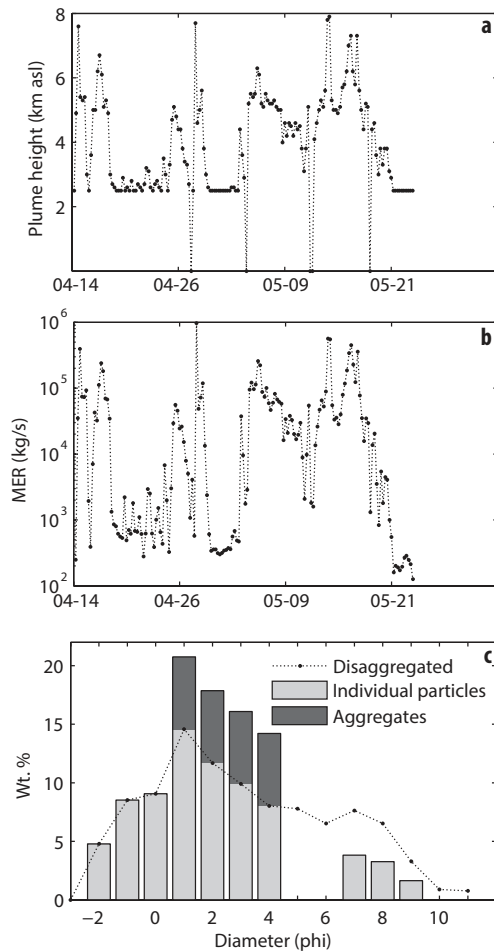 a
8
6
4
2
Plume height (km asl)
04-14 04-26 05-09 05-21
b
10^6
10^5
10^4
10^3
10^2
MER (kg/s)
04-14 04-26 05-09 05-21
c
20
15
10
5
0
Wt. %
Disaggregated
Individual particles
Aggregates
−2 0 2 4 6 8 10
Diameter (phi)